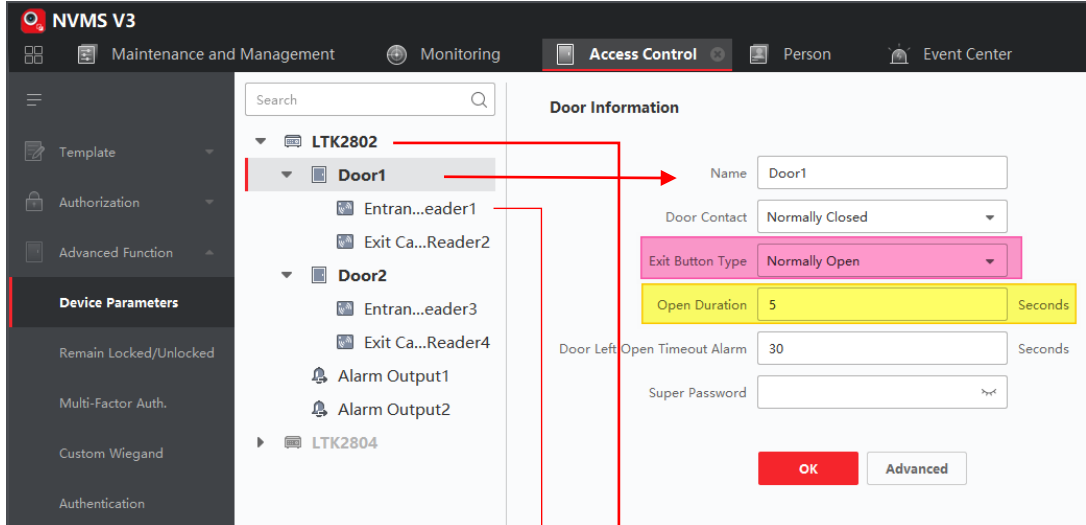 NVMS V3
Maintenance and Management
Monitoring
Access Control
Person
Event Center
Template
Authorization
Advanced Function
Device Parameters
Remain Locked/Unlocked
Multi-Factor Auth.
Custom Wiegand
Authentication
Search
LTK2802
Door1
Entran...eader1
Exit Ca...Reader2
Door2
Entran...eader3
Exit Ca...Reader4
Alarm Output1
Alarm Output2
LTK2804
Door Information
Name Door1
Door Contact Normally Closed
Exit Button Type Normally Open
Open Duration 5 Seconds
Door Left Open Timeout Alarm 30 Seconds
Super Password
OK Advanced